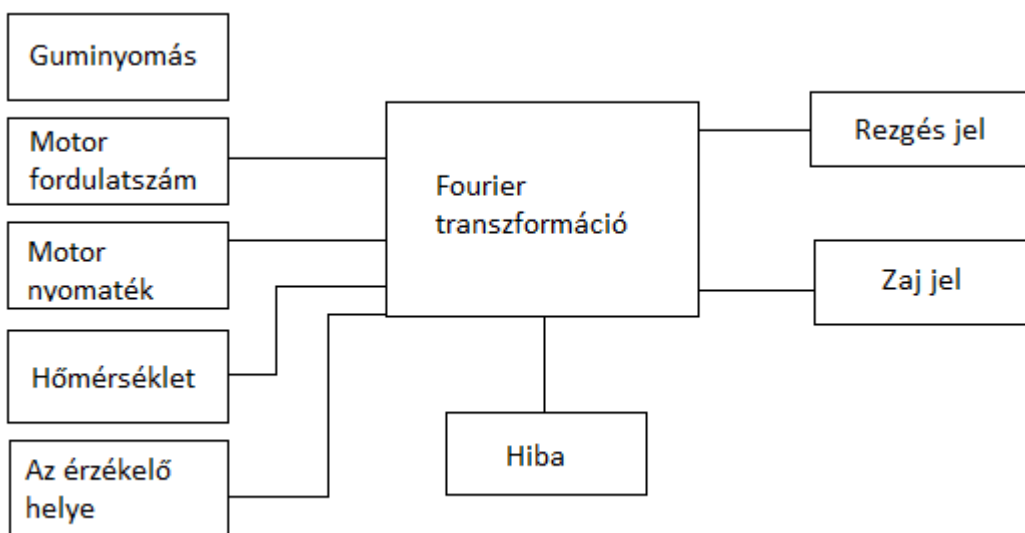 Guminyomás
Motor
fordulatszám
Motor
nyomaték
Hőmérséklet
Az érzékelő
helye
Fourier
transzformáció
Hiba
Rezgés jel
Zaj jel